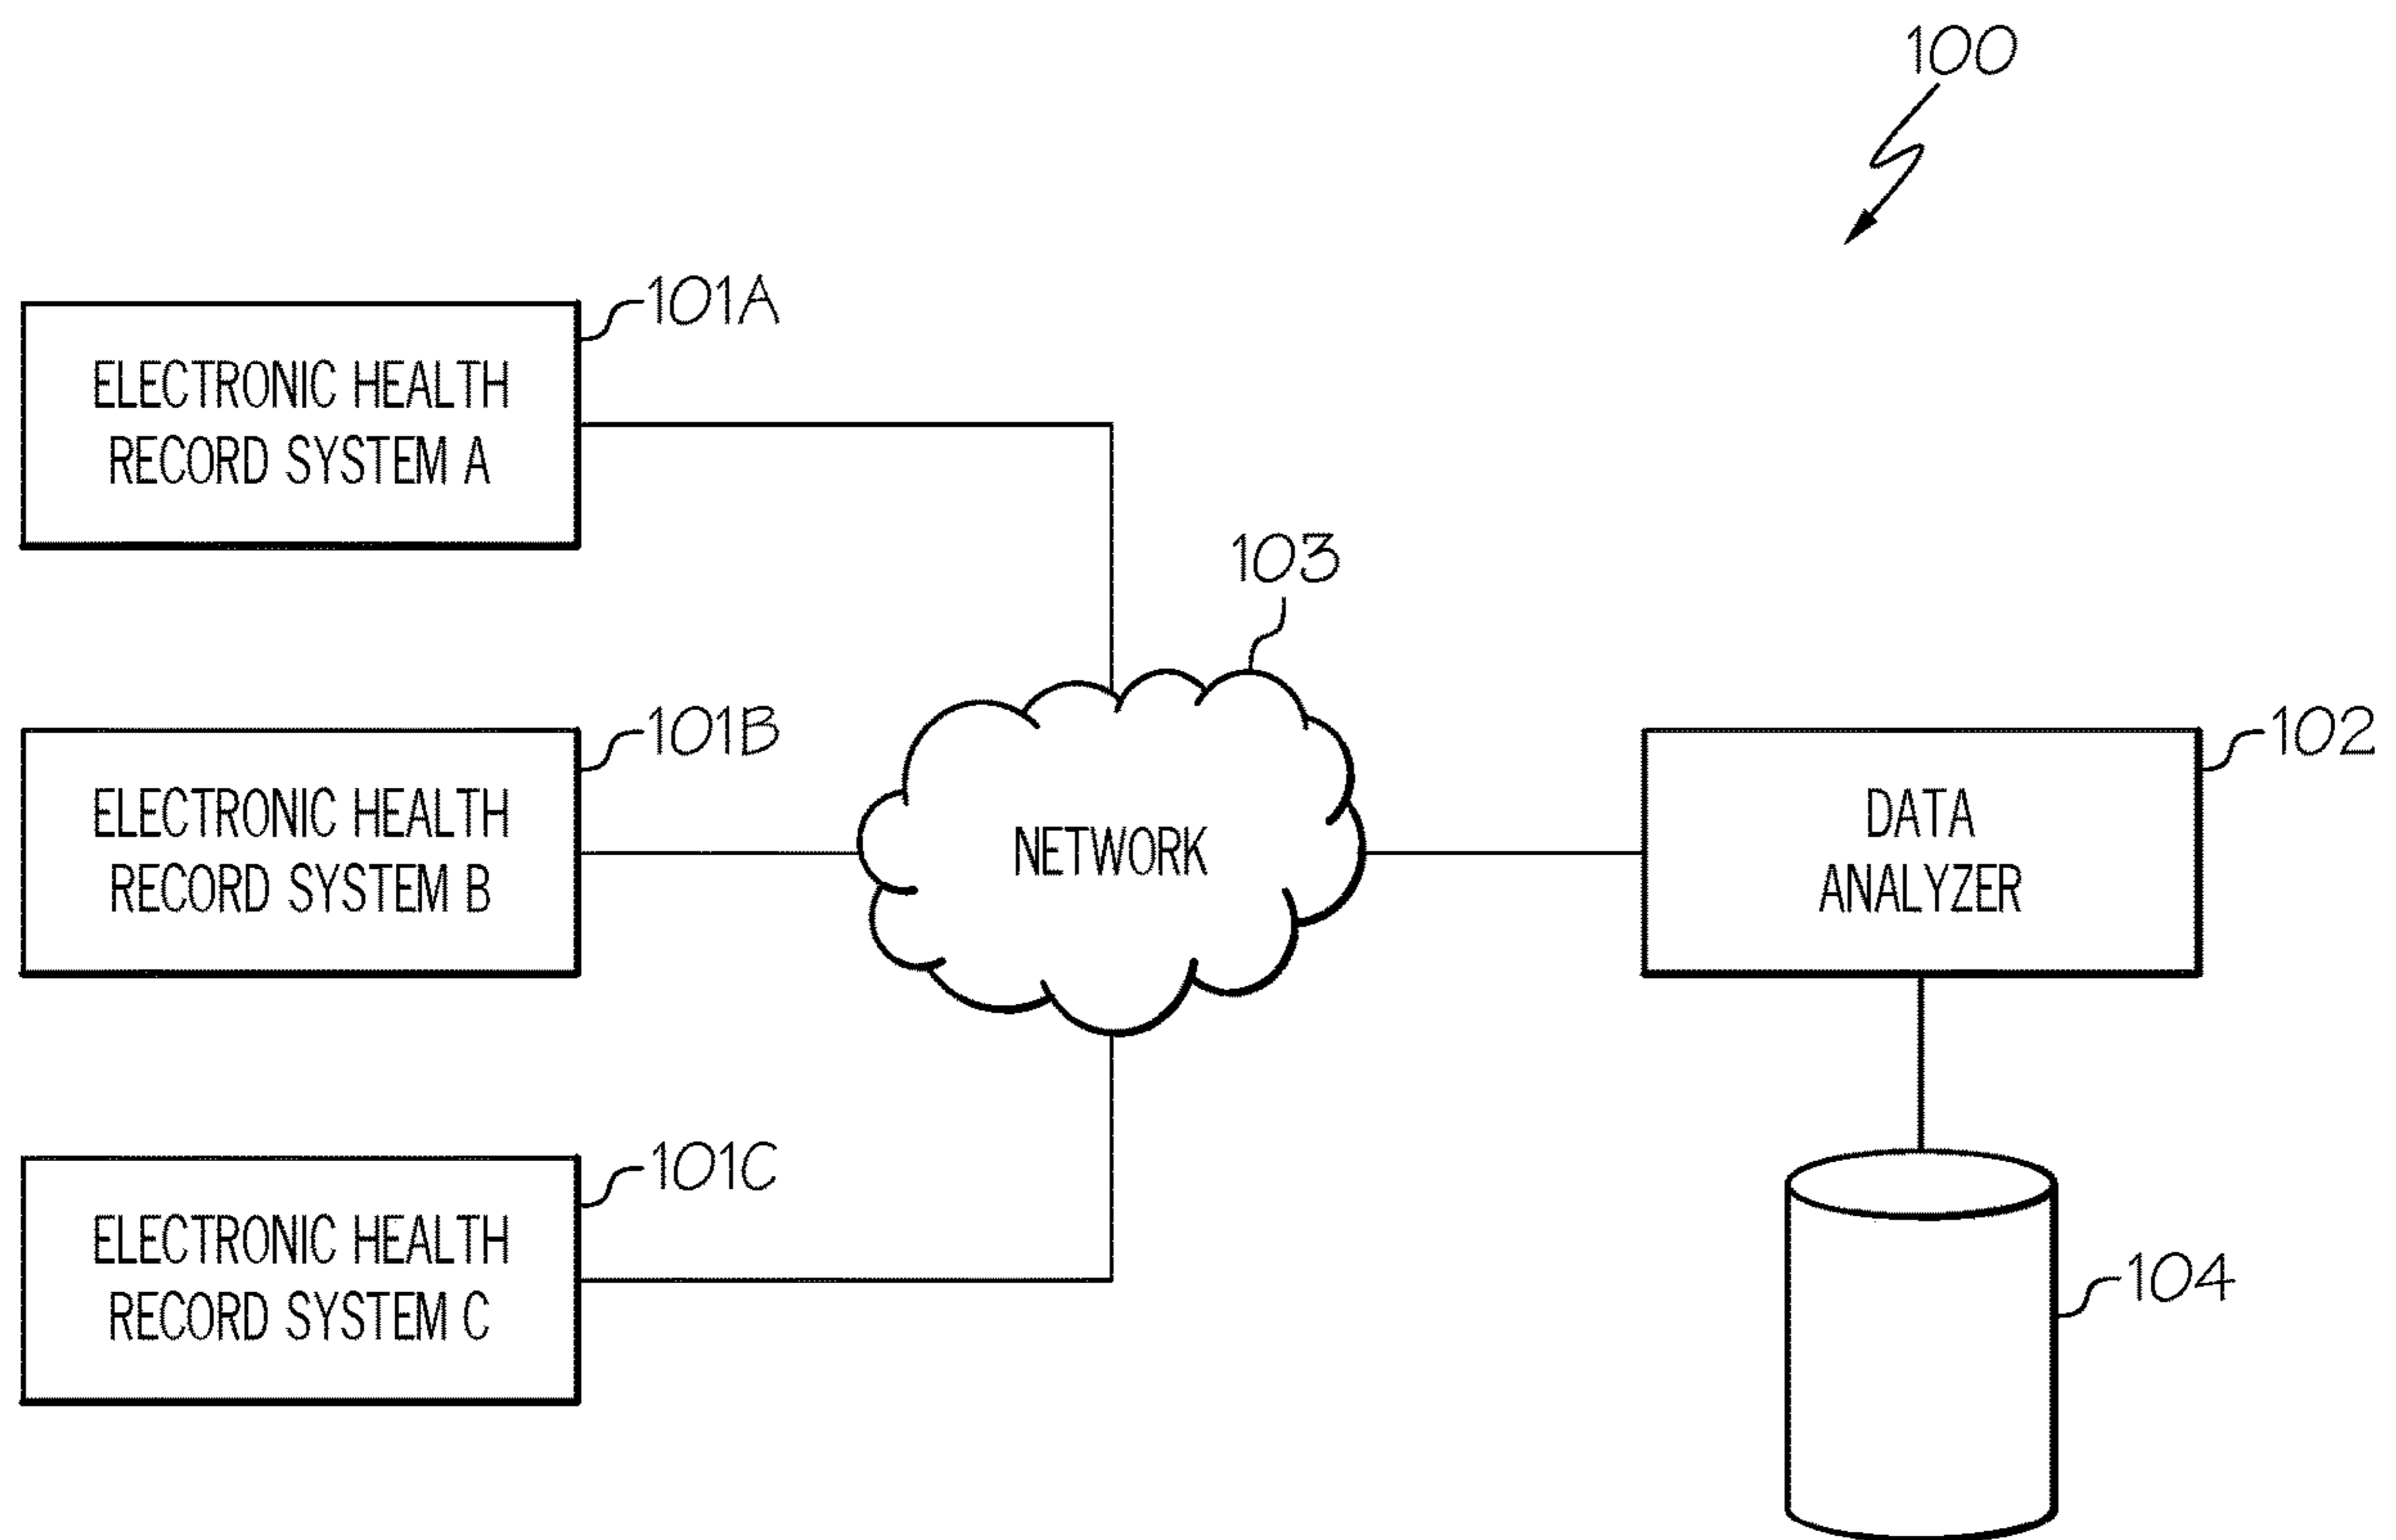 100
101A
ELECTRONIC HEALTH
RECORD SYSTEM A
103
101B
ELECTRONIC HEALTH
RECORD SYSTEM B
NETWORK
102
DATA
ANALYZER
101C
ELECTRONIC HEALTH
RECORD SYSTEM C
104